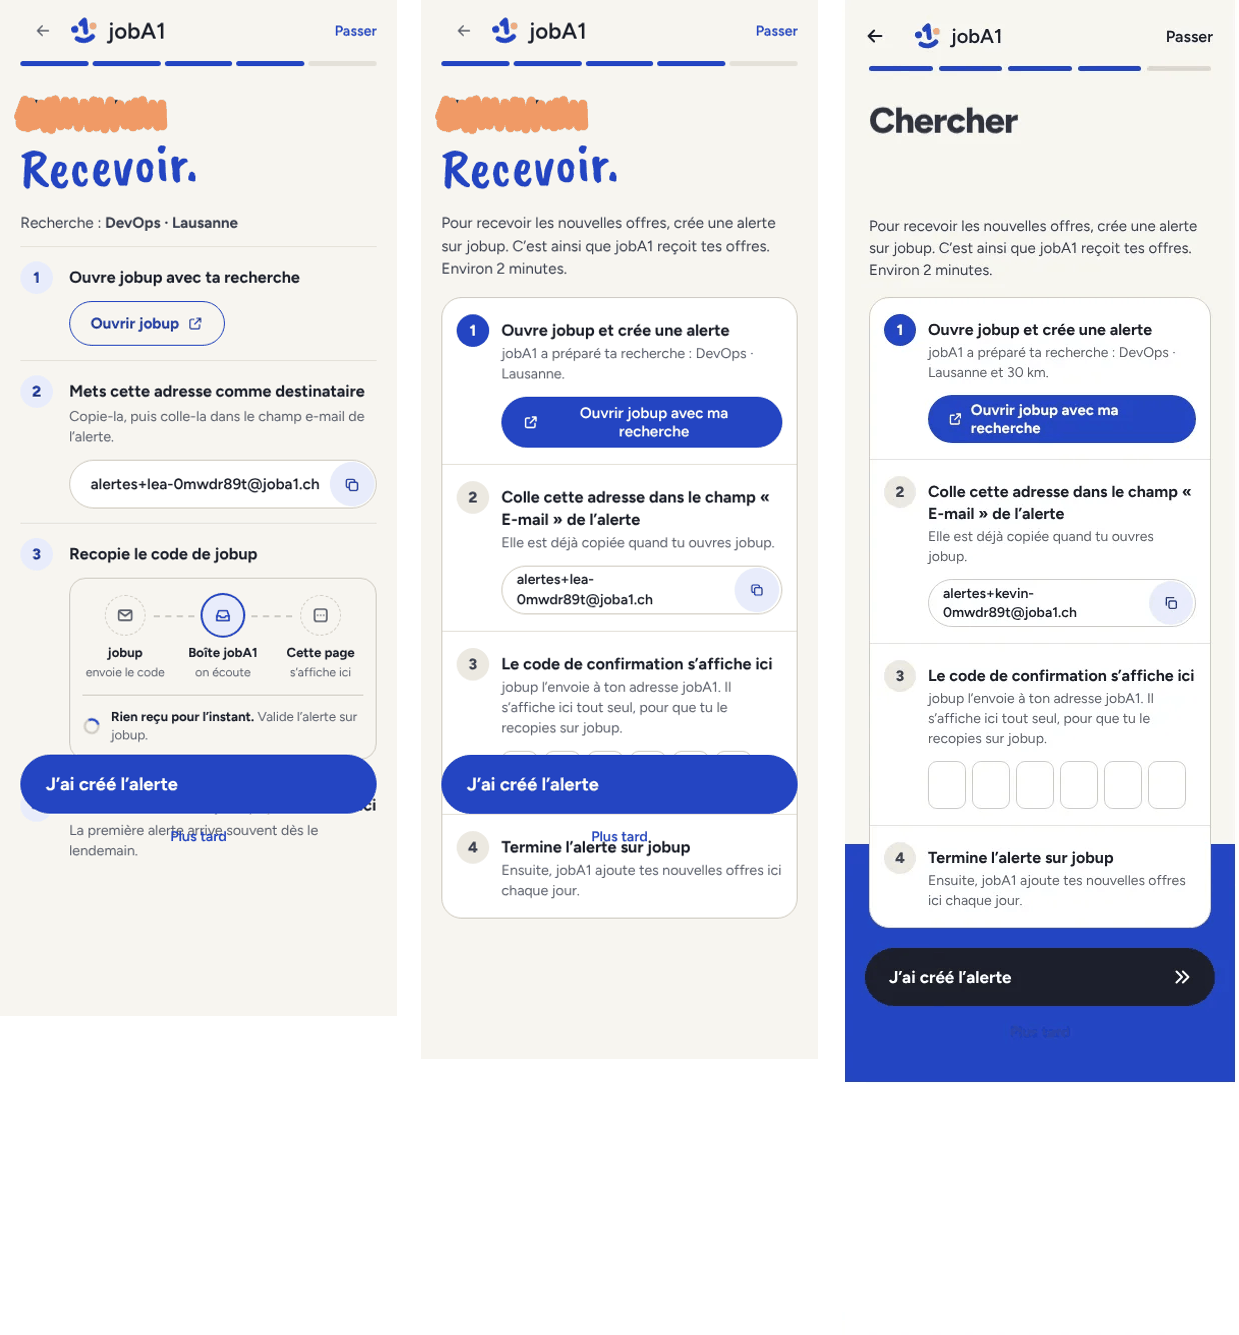 jobA1
Passer
Recevoir.
Recherche : DevOps · Lausanne
1
Ouvre jobup avec ta recherche
Ouvrir jobup
2
Mets cette adresse comme destinataire
Copie-la, puis colle-la dans le champ e-mail de
l’alerte.
alertes+lea-0mwdr89t@joba1.ch
3
Recopie le code de jobup
jobup
envoie le code
Boîte jobA1
on écoute
Cette page
s’affiche ici
Rien reçu pour l’instant. Valide l’alerte sur
jobup.
J’ai créé l’alerte
ici
La première alerte arrive souvent dès le
Plus tard
lendemain.
jobA1
Passer
Recevoir.
Pour recevoir les nouvelles offres, crée une alerte
sur jobup. C’est ainsi que jobA1 reçoit tes offres.
Environ 2 minutes.
1
Ouvre jobup et crée une alerte
jobA1 a préparé ta recherche : DevOps ·
Lausanne.
Ouvrir jobup avec ma
recherche
2
Colle cette adresse dans le champ «
E-mail » de l’alerte
Elle est déjà copiée quand tu ouvres jobup.
alertes+lea-
0mwdr89t@joba1.ch
3
Le code de confirmation s’affiche ici
jobup l’envoie à ton adresse jobA1. Il
s’affiche ici tout seul, pour que tu le
recopies sur jobup.
J’ai créé l’alerte
Plus tard
4
Termine l’alerte sur jobup
Ensuite, jobA1 ajoute tes nouvelles offres ici
chaque jour.
jobA1
Passer
Chercher
Pour recevoir les nouvelles offres, crée une alerte
sur jobup. C’est ainsi que jobA1 reçoit tes offres.
Environ 2 minutes.
1
Ouvre jobup et crée une alerte
jobA1 a préparé ta recherche : DevOps ·
Lausanne et 30 km.
Ouvrir jobup avec ma
recherche
2
Colle cette adresse dans le champ «
E-mail » de l’alerte
Elle est déjà copiée quand tu ouvres
jobup.
alertes+kevin-
0mwdr89t@joba1.ch
3
Le code de confirmation s’affiche ici
jobup l’envoie à ton adresse jobA1. Il
s’affiche ici tout seul, pour que tu le
recopies sur jobup.
4
Termine l’alerte sur jobup
Ensuite, jobA1 ajoute tes nouvelles offres
ici chaque jour.
J’ai créé l’alerte
Plus tard